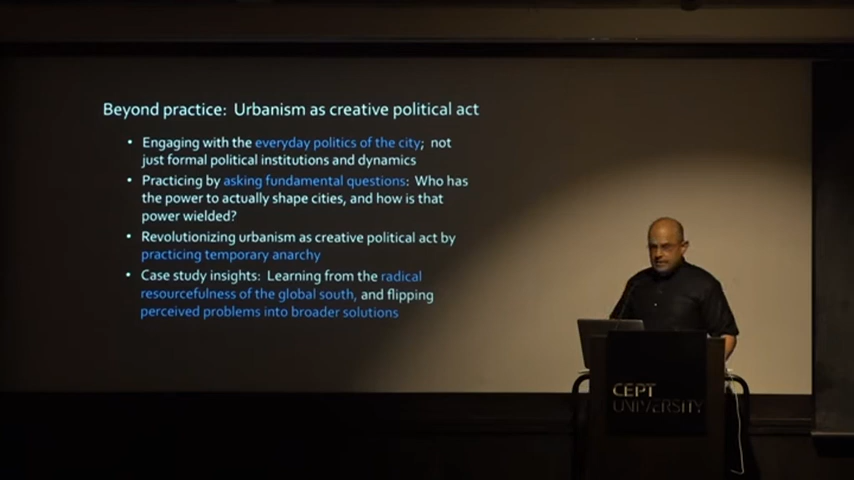 Beyond practice: Urbanism as creative political act
• Engaging with the everyday politics of the city; not
just formal political institutions and dynamics
• Practicing by asking fundamental questions: Who has
the power to actually shape cities, and how is that
power wielded?
• Revolutionizing urbanism as creative political act by
practicing temporary anarchy
• Case study insights: Learning from the radical
resourcefulness of the global south, and flipping
perceived problems into broader solutions
CEPT
UNIVERSITY